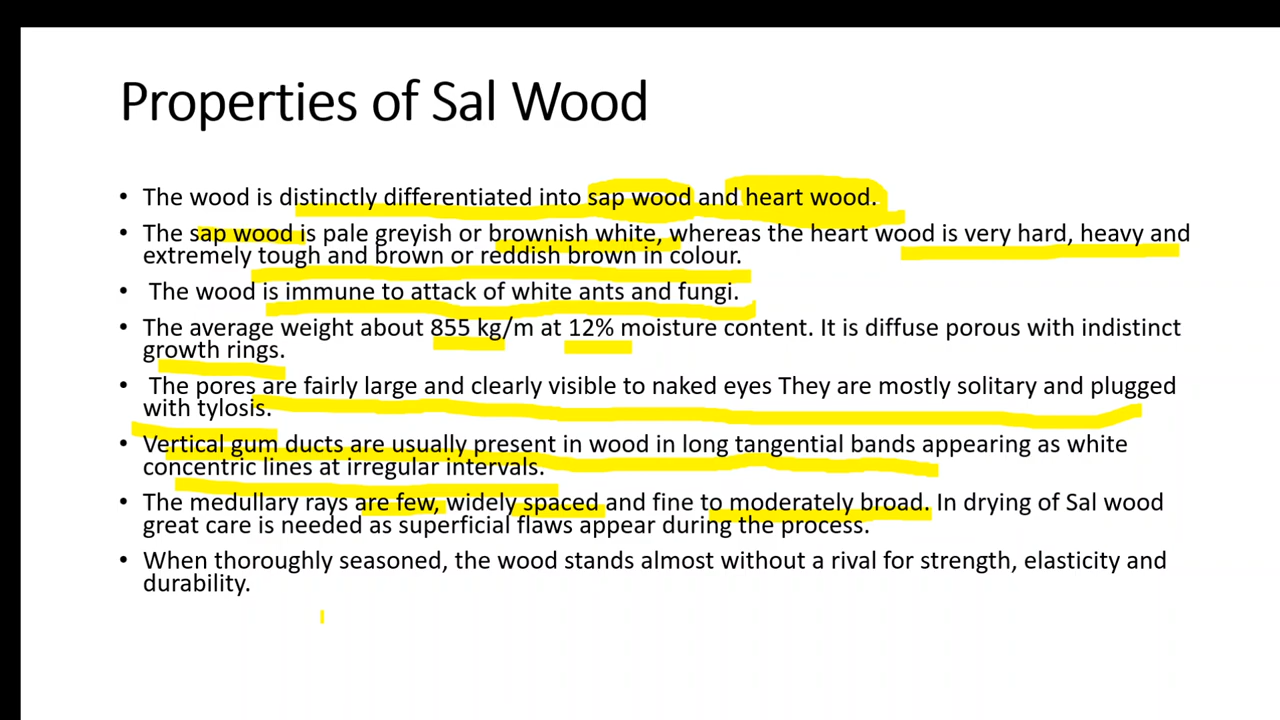 Properties of Sal Wood
• The wood is distinctly differentiated into sap wood and heart wood.
• The sap wood is pale greyish or brownish white, whereas the heart wood is very hard, heavy and
extremely tough and brown or reddish brown in colour.
• The wood is immune to attack of white ants and fungi.
• The average weight about 855 kg/m at 12% moisture content. It is diffuse porous with indistinct
growth rings.
• The pores are fairly large and clearly visible to naked eyes They are mostly solitary and plugged
with tylosis.
• Vertical gum ducts are usually present in wood in long tangential bands appearing as white
concentric lines at irregular intervals.
• The medullary rays are few, widely spaced and fine to moderately broad. In drying of Sal wood
great care is needed as superficial flaws appear during the process.
• When thoroughly seasoned, the wood stands almost without a rival for strength, elasticity and
durability.